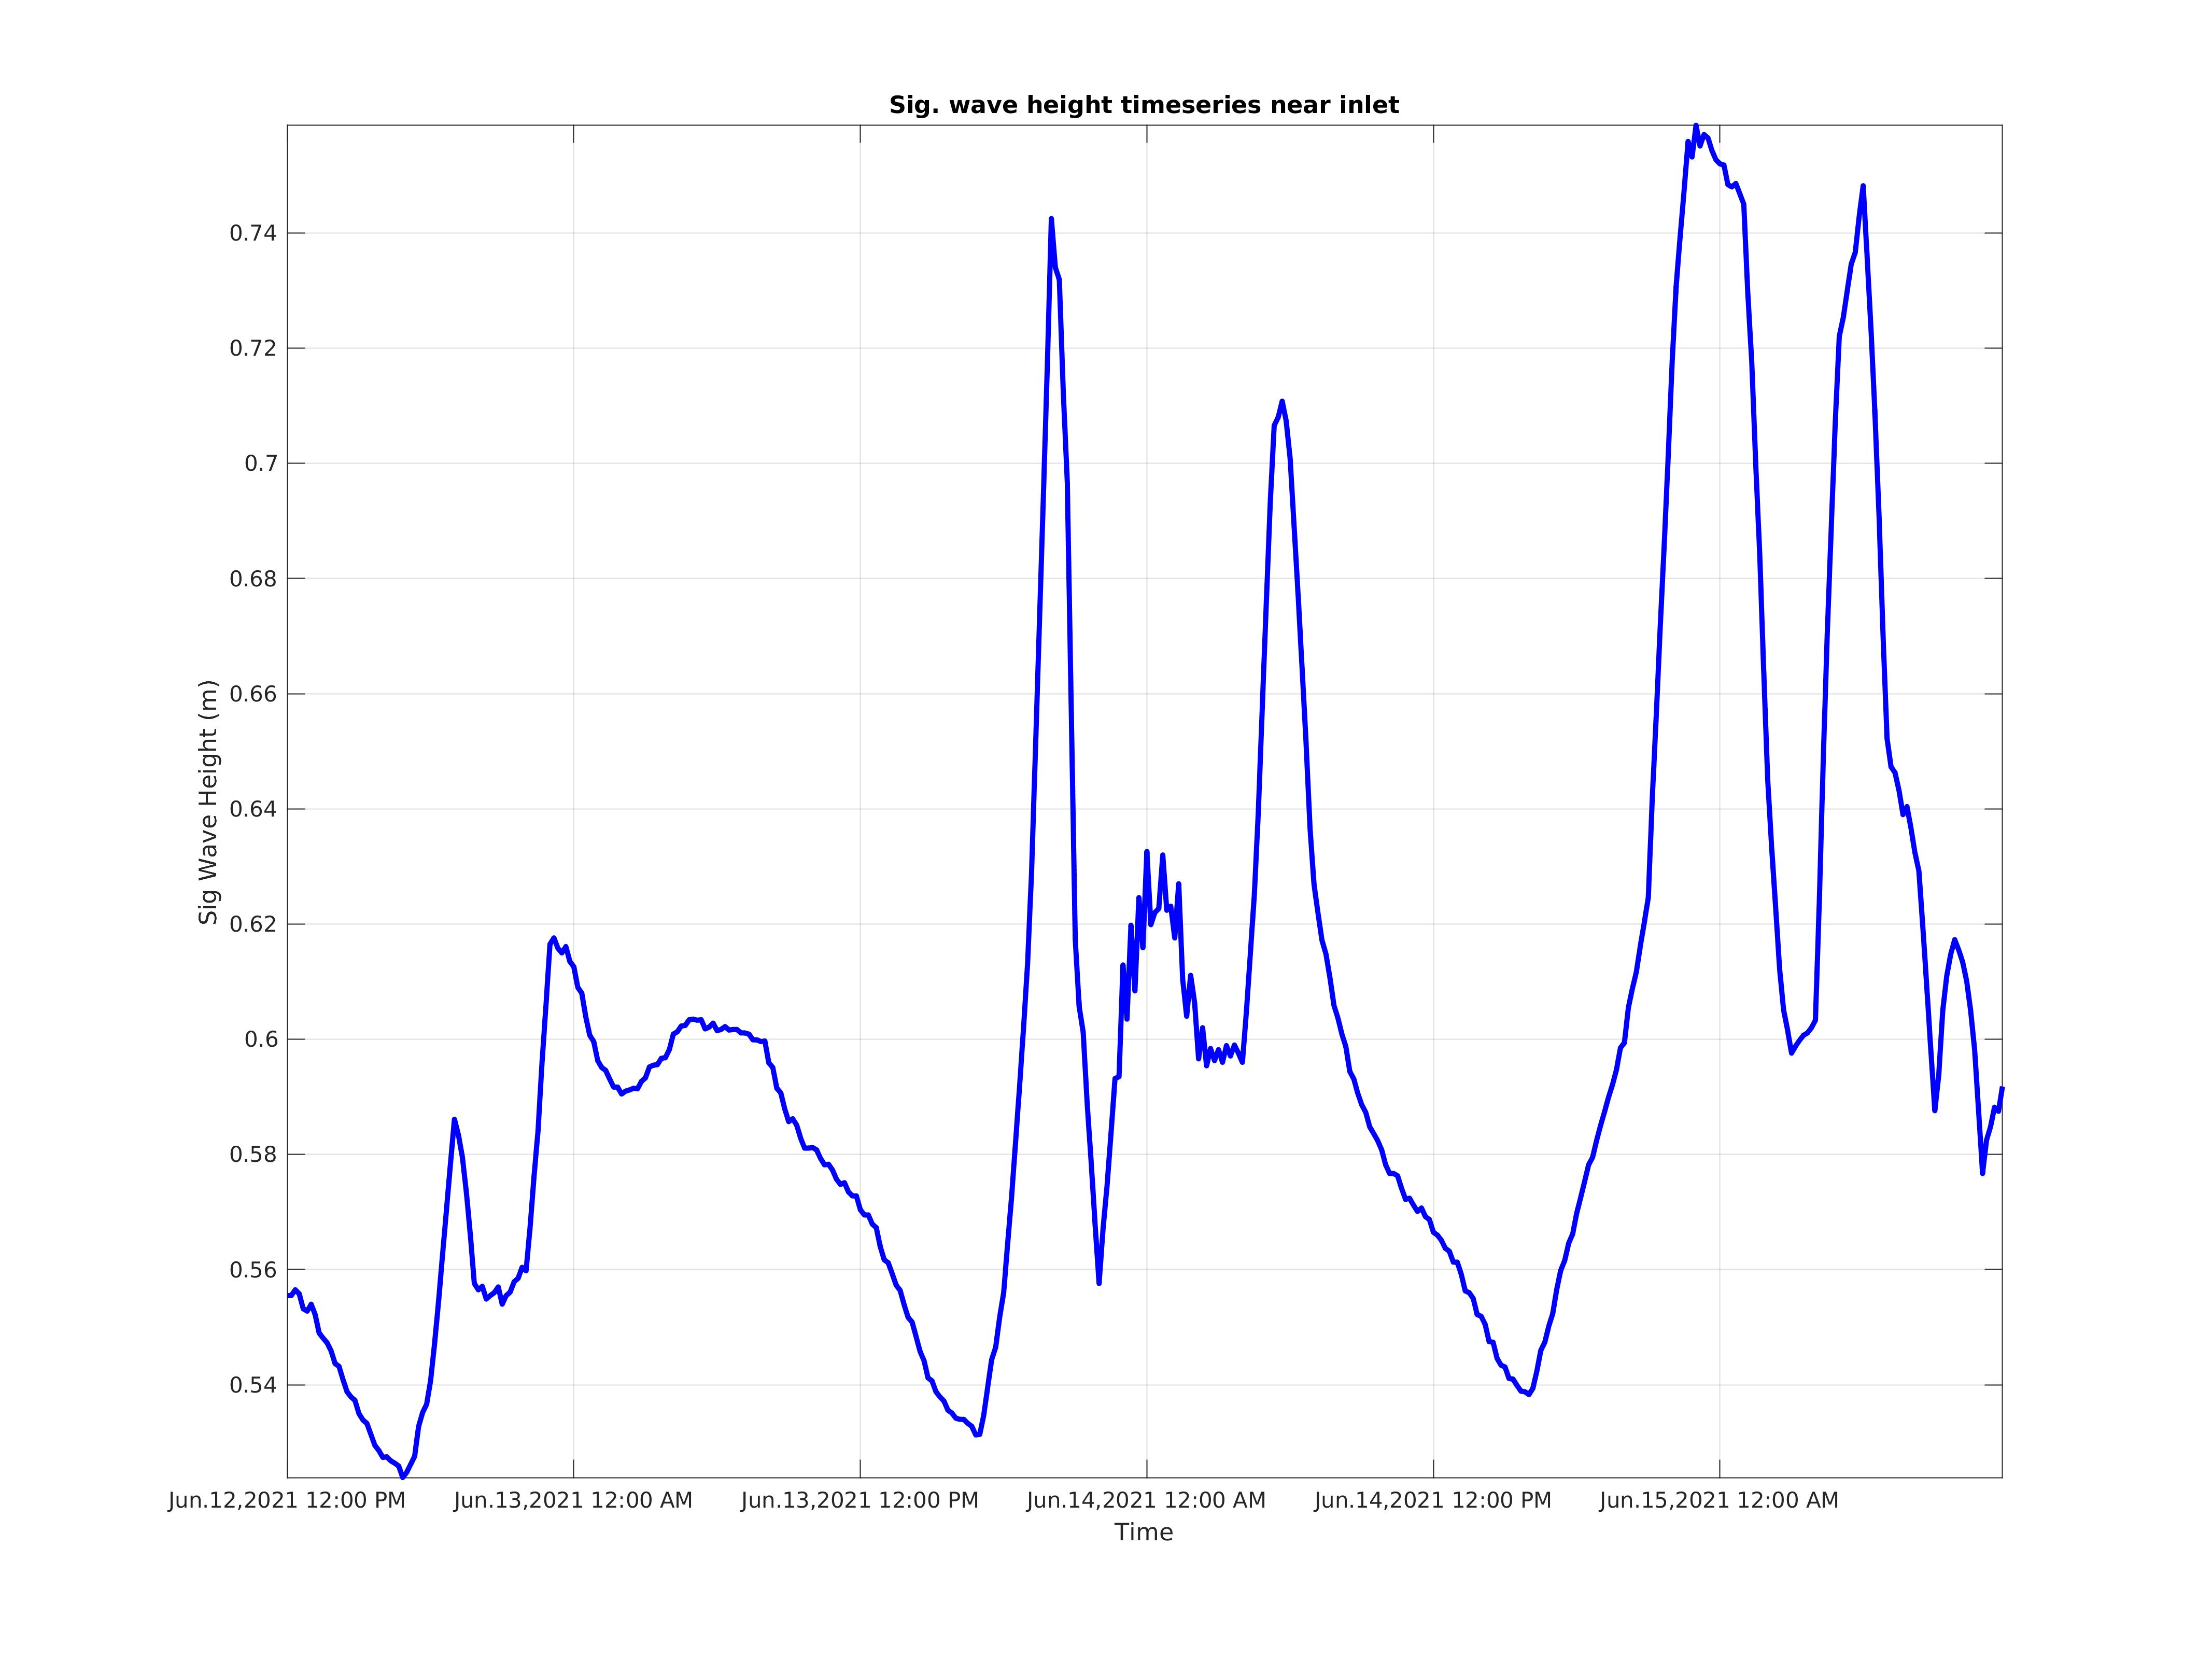 Sig. wave height timeseries near inlet
0.74
0.72
0.7
0.68
0.66
0.64
0.62
0.6
0.58
0.56
0.54
Sig Wave Height (m)
Jun.12,2021 12:00 PM
Jun.13,2021 12:00 AM
Jun.13,2021 12:00 PM
Jun.14,2021 12:00 AM
Jun.14,2021 12:00 PM
Jun.15,2021 12:00 AM
Time